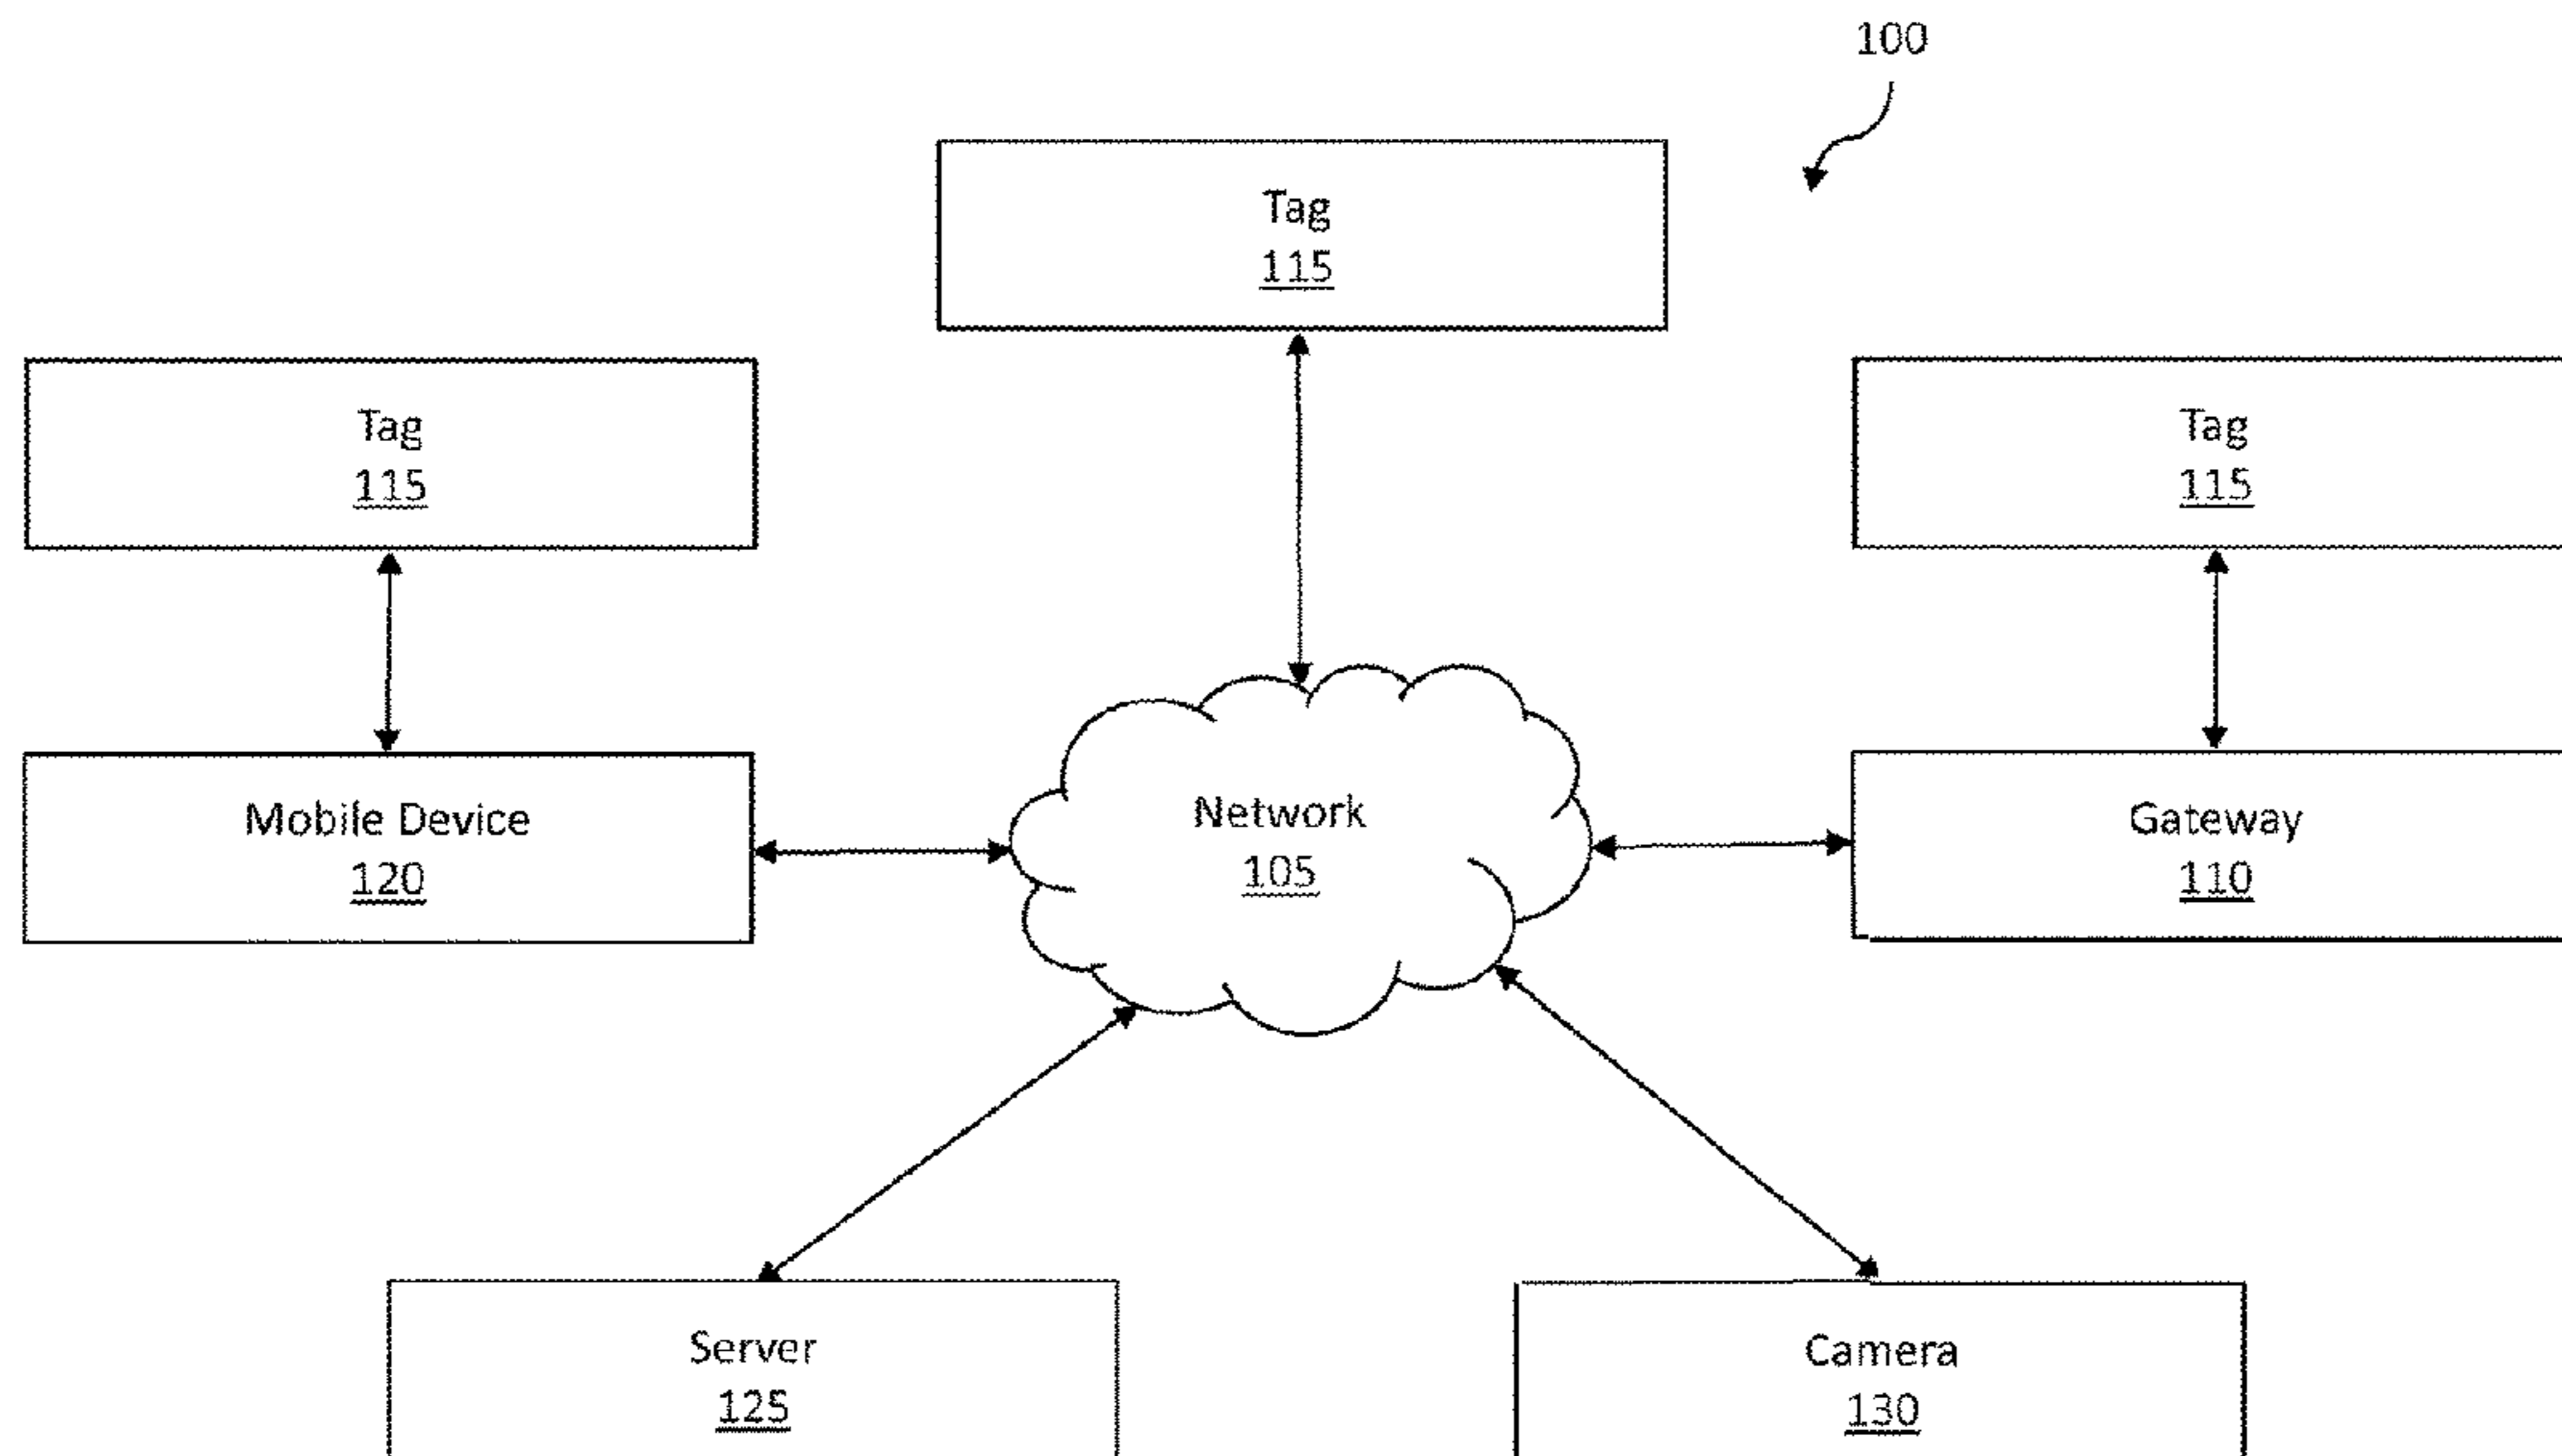 100
Tag
115
Tag
115
Tag
115
Mobile Device
120
Network
105
Gateway
110
Server
125
Camera
130